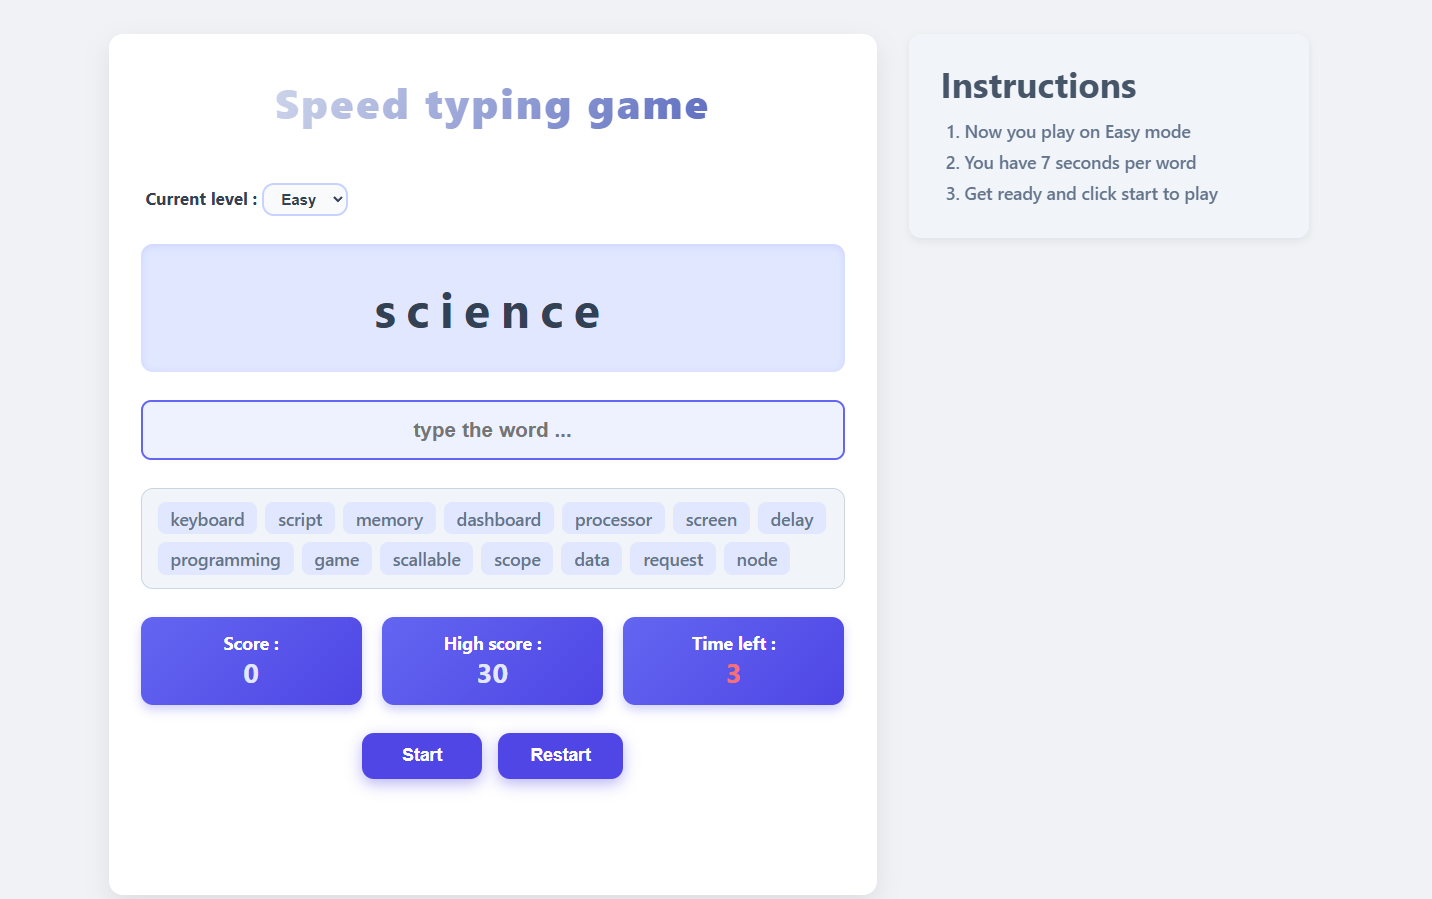 Speed typing game
Current level : Easy
science
type the word ...
keyboard script memory dashboard processor screen delay
programming game scallable scope data request node
Score :
0
High score :
30
Time left :
3
Start Restart
Instructions
1. Now you play on Easy mode
2. You have 7 seconds per word
3. Get ready and click start to play